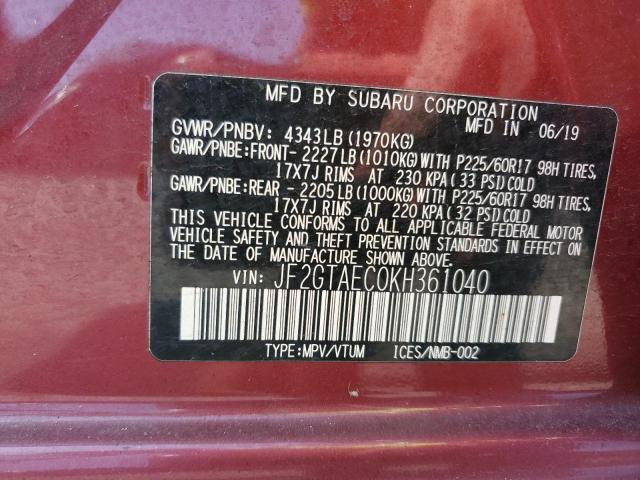 MFD BY SUBARU CORPORATION
MFD IN 06/19
GVWR/PNBV: 4343LB (1970KG)
GAWR/PNBE:FRONT- 2227LB (1010KG) WITH P225/60R17 98H TIRES,
17X7J RIMS AT 230 KPA (33 PSI) COLD
GAWR/PNBE:REAR - 2205LB (1000KG) WITH P225/60R17 98H TIRES,
17X7J RIMS AT 220 KPA (32 PSI) COLD
THIS VEHICLE CONFORMS TO ALL APPLICABLE FEDERAL MOTOR
VEHICLE SAFETY AND THEFT PREVENTION STANDARDS IN EFFECT ON
THE DATE OF MANUFACTURE SHOWN ABOVE.
VIN: JF2GTAEC0KH361040
TYPE:MPV/VTUM ICES/NMB-002